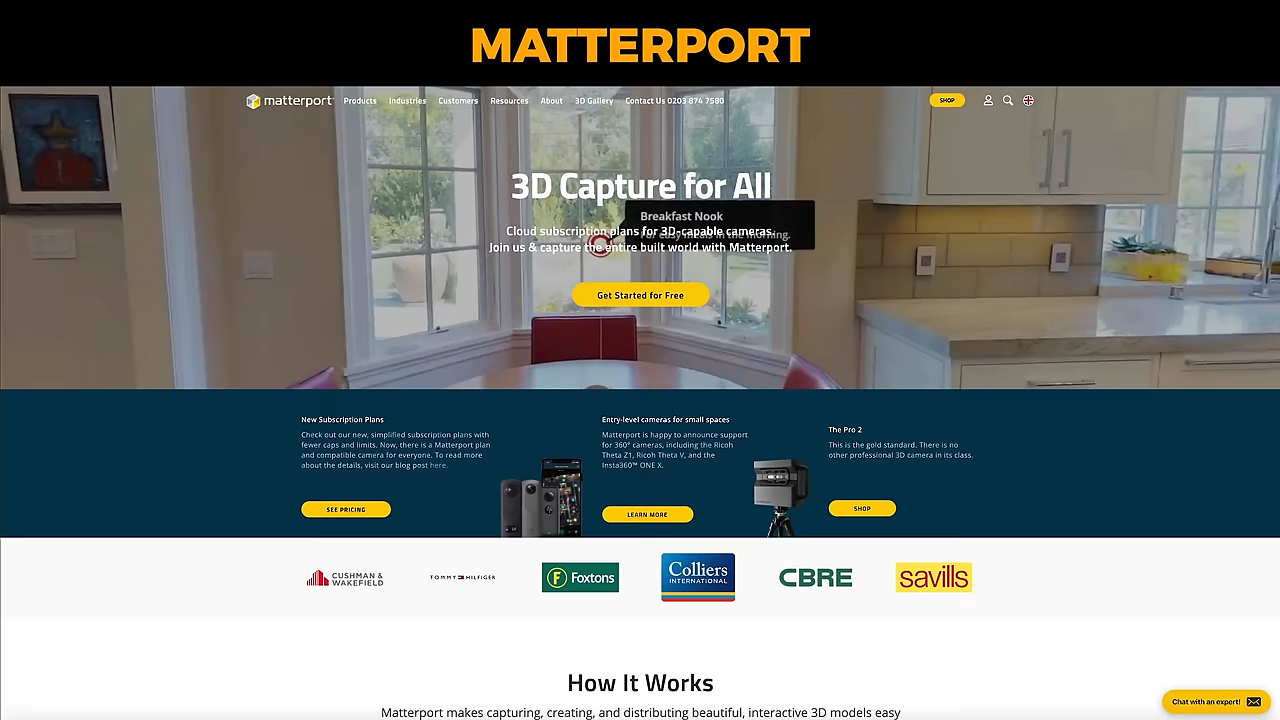 MATTERPORT
matterport
Products Industries Customers Resources About 3D Gallery Contact Us 0203 874 7580
SHOP
3D Capture for All
Breakfast Nook
Cloud subscription plans for 3D-capable cameras.
Join us & capture the entire built world with Matterport.
Get Started for Free
New Subscription Plans
Check out our new, simplified subscription plans with
fewer caps and limits. Now, there is a Matterport plan
and compatible camera for everyone. To read more
about the details, visit our blog post here.
SEE PRICING
Entry-level cameras for small spaces
Matterport is happy to announce support
for 360° cameras, including the Ricoh
Theta Z1, Ricoh Theta V, and the
Insta360™ ONE X.
LEARN MORE
The Pro 2
This is the gold standard. There is no
other professional 3D camera in its class.
SHOP
CUSHMAN &
WAKEFIELD
TOMMY HILFIGER
F Foxtons
Colliers
INTERNATIONAL
CBRE
savills
How It Works
Matterport makes capturing, creating, and distributing beautiful, interactive 3D models easy
Chat with an expert!